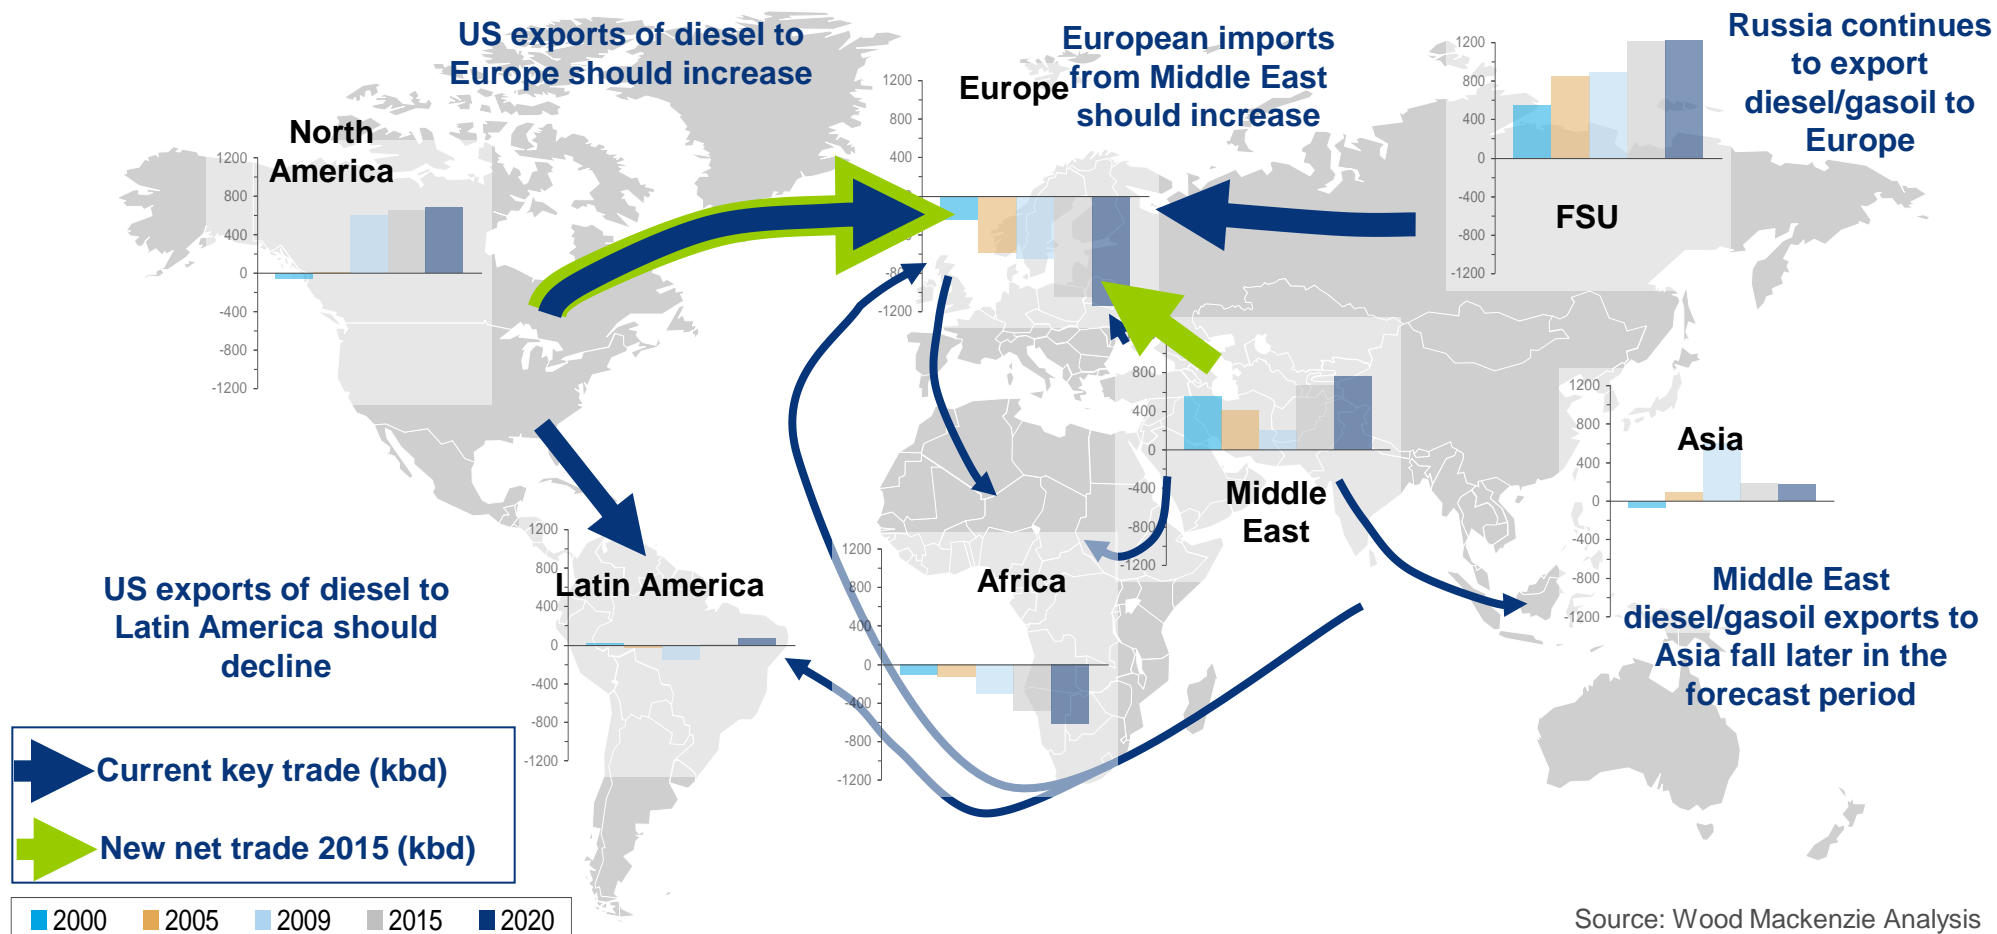 US exports of diesel to
Europe should increase
European imports
from Middle East
should increase
Russia continues
to export
diesel/gasoil to
Europe
North
America
1200
800
400
0
-400
-800
-1200
Europe
1200
800
400
-1200
FSU
1200
800
400
0
-400
-800
-1200
Middle
East
800
400
0
-400
-800
-1200
Asia
1200
800
400
0
-400
-800
-1200
Latin America
1200
800
400
0
-400
-800
-1200
Africa
1200
400
0
-400
-800
-1200
US exports of diesel to
Latin America should
decline
Middle East
diesel/gasoil exports to
Asia fall later in the
forecast period
Current key trade (kbd)
New net trade 2015 (kbd)
2000 2005 2009 2015 2020
Source: Wood Mackenzie Analysis